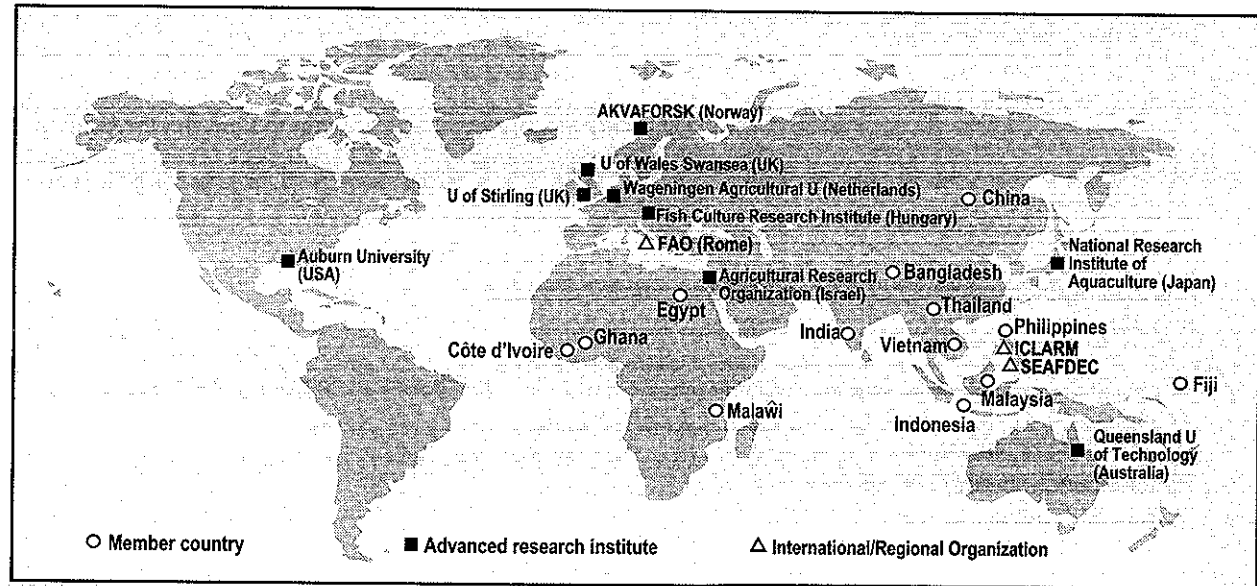 AKVAFORSK (Norway)
U of Wales Swansea (UK)
U of Stirling (UK)
Wageningen Agricultural U (Netherlands)
China
Fish Culture Research Institute (Hungary)
FAO (Rome)
Auburn University
(USA)
National Research
Institute of
Aquaculture (Japan)
Agricultural Research
Organization (Israel)
Bangladesh
Egypt
Thailand
Ghana
Côte d'Ivoire
India
Vietnam
Philippines
ICLARM
SEAFDEC
Fiji
Malaysia
Malaŵi
Indonesia
Queensland U
of Technology
(Australia)
Member country
Advanced research institute
International/Regional Organization